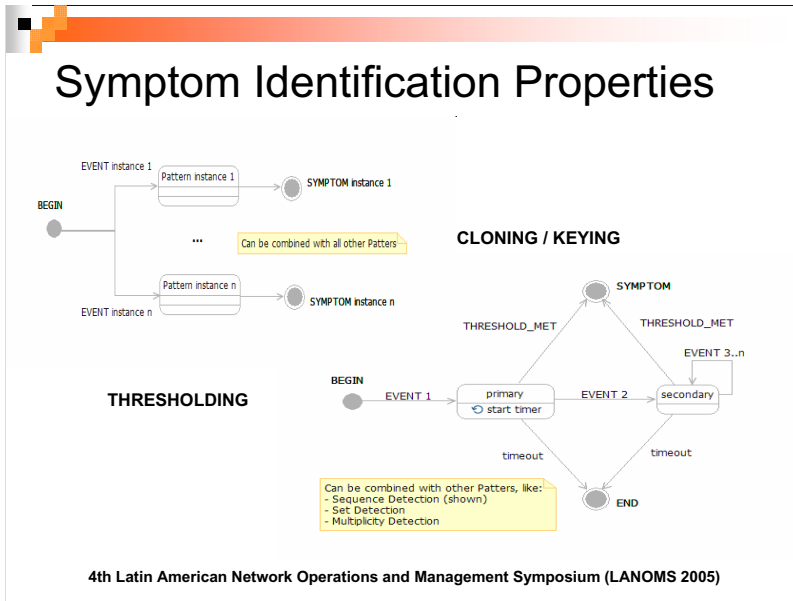 Symptom Identification Properties
EVENT instance 1
Pattern instance 1
SYMPTOM instance 1
BEGIN
...
Can be combined with all other Patters
CLONING / KEYING
Pattern instance n
SYMPTOM instance n
EVENT instance n
SYMPTOM
THRESHOLD_MET
THRESHOLD_MET
EVENT 3..n
THRESHOLDING
BEGIN
EVENT 1
primary
start timer
EVENT 2
secondary
timeout
timeout
Can be combined with other Patters, like:
- Sequence Detection (shown)
- Set Detection
- Multiplicity Detection
END
4th Latin American Network Operations and Management Symposium (LANOMS 2005)